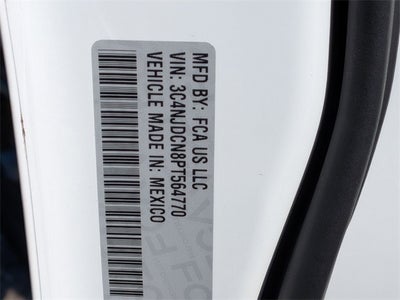 MFD BY: FCA US LLC
VIN: 3C4NJDCN8PT564770
VEHICLE MADE IN: MEXICO